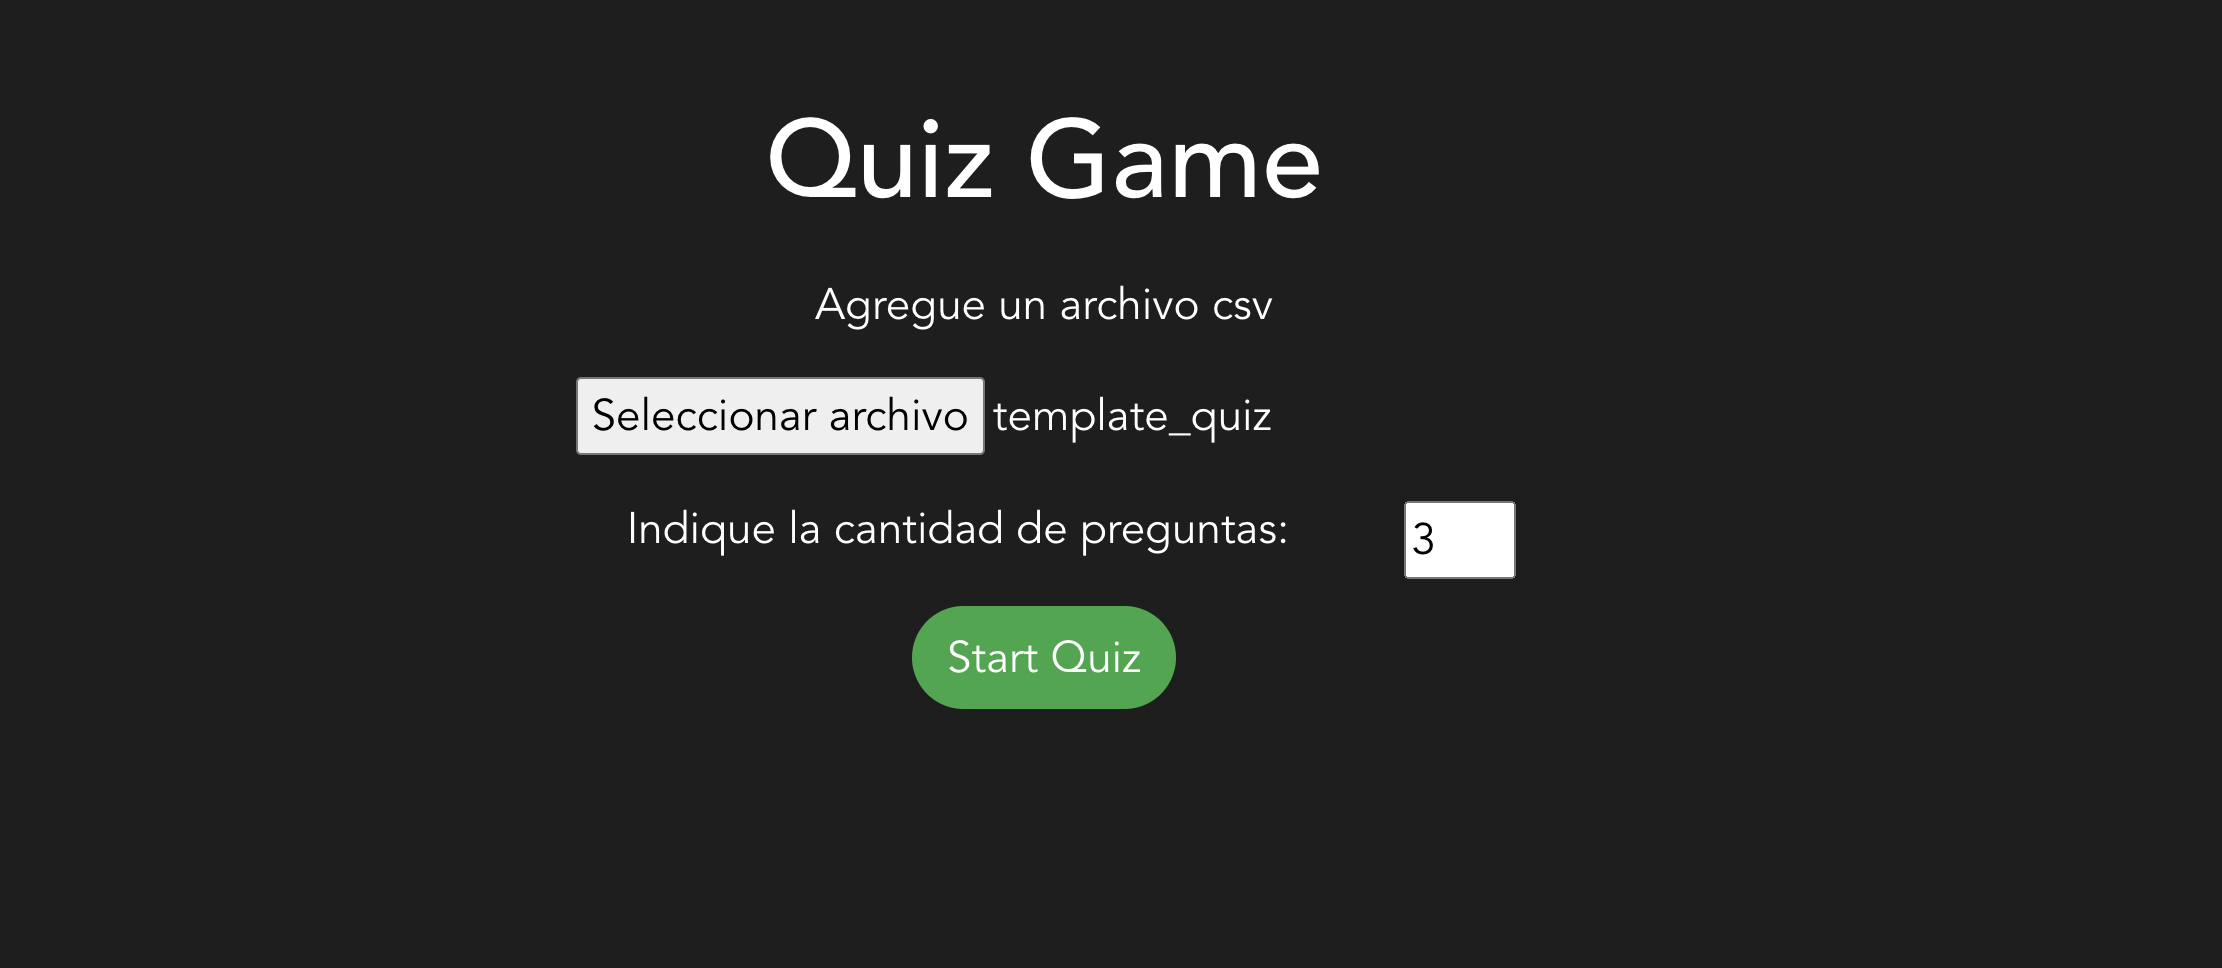 Quiz Game
Agregue un archivo csv
Seleccionar archivo template_quiz
Indique la cantidad de preguntas: 3
Start Quiz